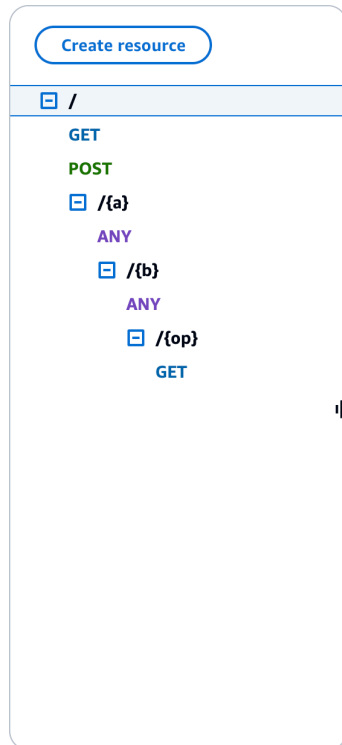 Create resource
/
GET
POST
/{a}
ANY
/{b}
ANY
/{op}
GET